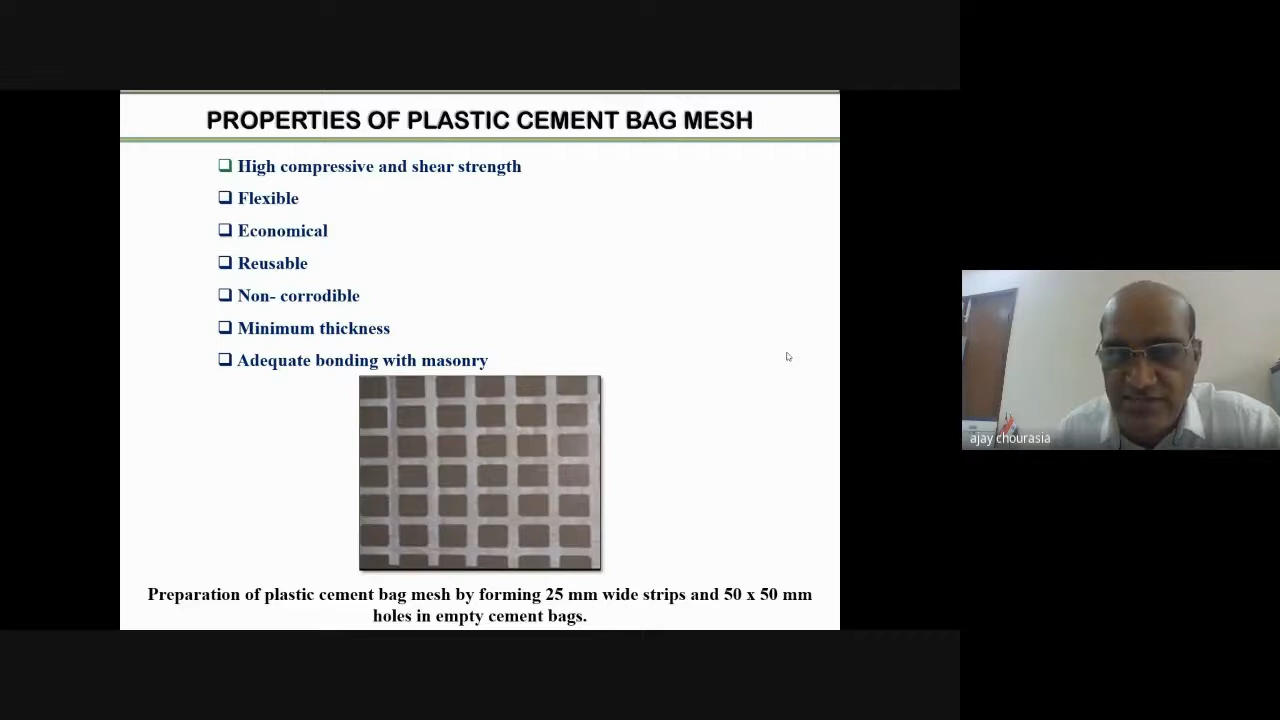 PROPERTIES OF PLASTIC CEMENT BAG MESH
High compressive and shear strength
Flexible
Economical
Reusable
Non- corrodible
Minimum thickness
Adequate bonding with masonry
Preparation of plastic cement bag mesh by forming 25 mm wide strips and 50 x 50 mm
holes in empty cement bags.
ajay chourasia